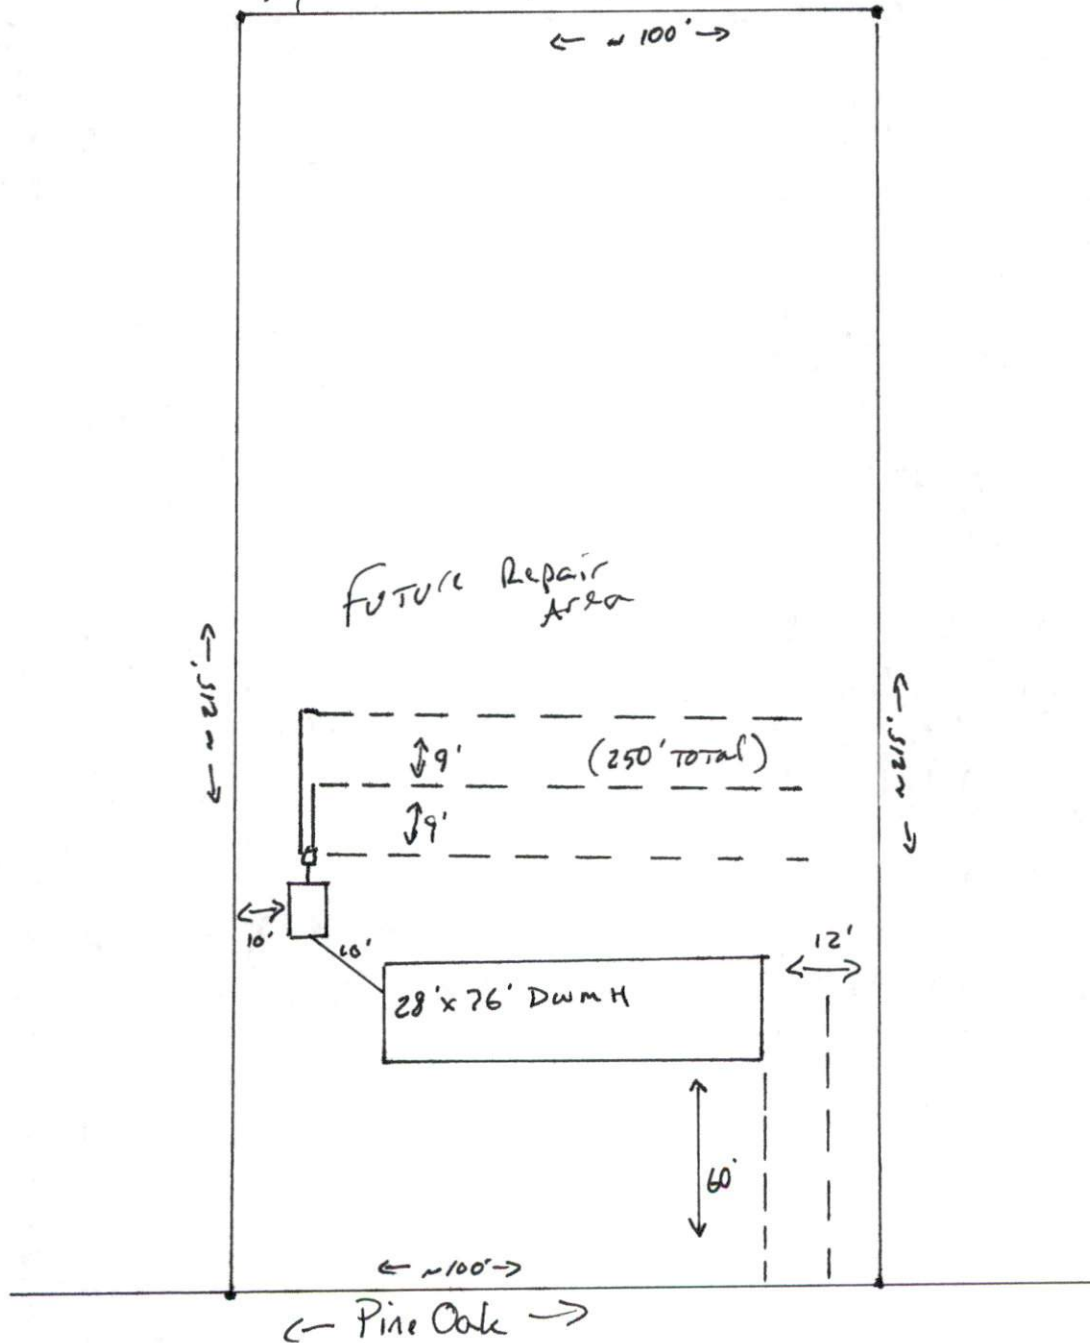 ← ~ 100' →
Future Repair
Area
← ~ 215' →
← ~ 215' →
9'
(250' Total)
9'
10'
10'
12'
28' x 76' DWMH
60'
← ~100' →
← Pine Oak →